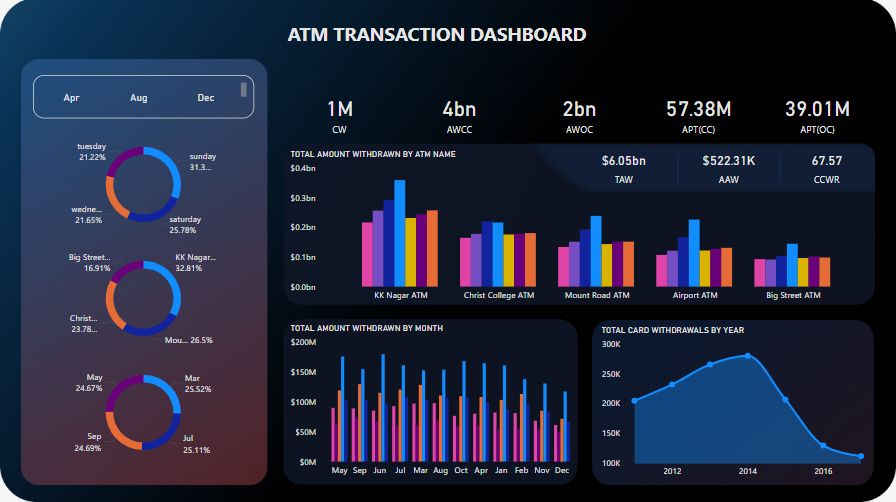 ATM TRANSACTION DASHBOARD
Apr Aug Dec
tuesday
21.22%
sunday
31.3...
wedne...
21.65%
saturday
25.78%
Big Street...
16.91%
KK Nagar...
32.81%
Christ...
23.78...
Mou... 26.5%
May
24.67%
Mar
25.52%
Sep
24.69%
Jul
25.11%
1M
CW
4bn
AWCC
2bn
AWOC
57.38M
APT(CC)
39.01M
APT(OC)
TOTAL AMOUNT WITHDRAWN BY ATM NAME
$6.05bn
TAW
$522.31K
AAW
67.57
CCWR
$0.4bn
$0.3bn
$0.2bn
$0.1bn
$0.0bn
KK Nagar ATM Christ College ATM Mount Road ATM Airport ATM Big Street ATM
TOTAL AMOUNT WITHDRAWN BY MONTH
$200M
$150M
$100M
$50M
$0M
May Sep Jun Jul Mar Aug Oct Apr Jan Feb Nov Dec
TOTAL CARD WITHDRAWALS BY YEAR
300K
250K
200K
150K
100K
2012 2014 2016